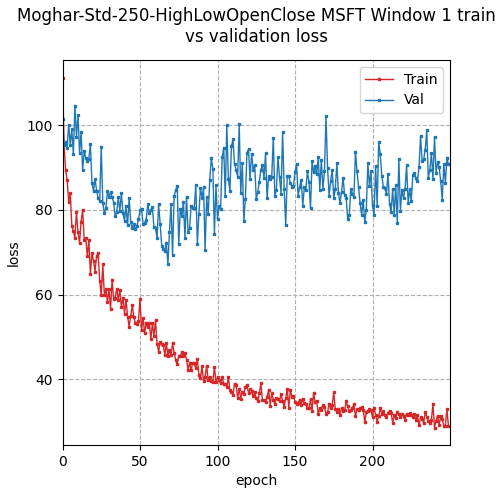 Moghar-Std-250-HighLowOpenClose MSFT Window 1 train
vs validation loss
Train
Val
loss
100
80
60
40
0
50
100
150
200
epoch